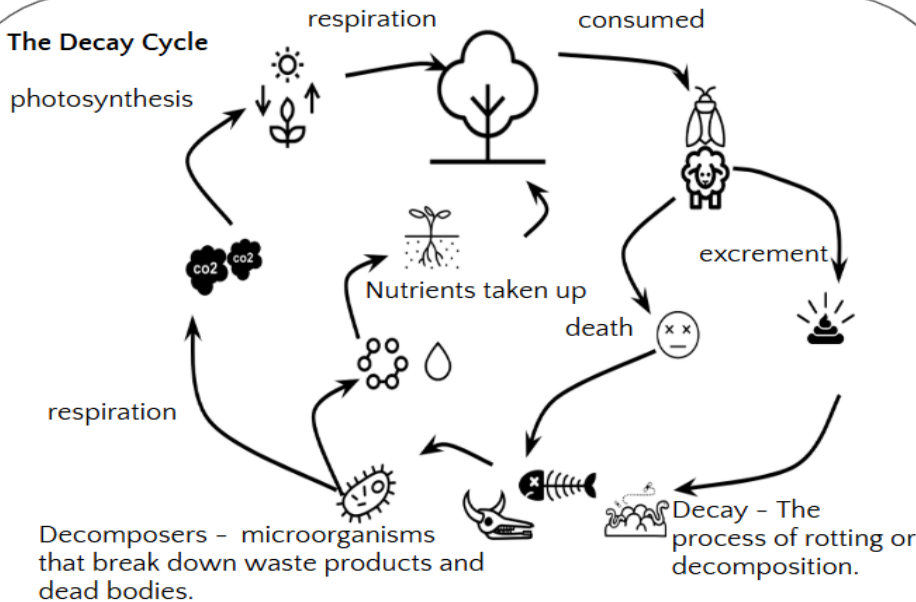 The Decay Cycle
respiration
consumed
photosynthesis
co2
co2
excrement
Nutrients taken up
death
respiration
Decomposers - microorganisms
that break down waste products and
dead bodies.
Decay - The
process of rotting or
decomposition.